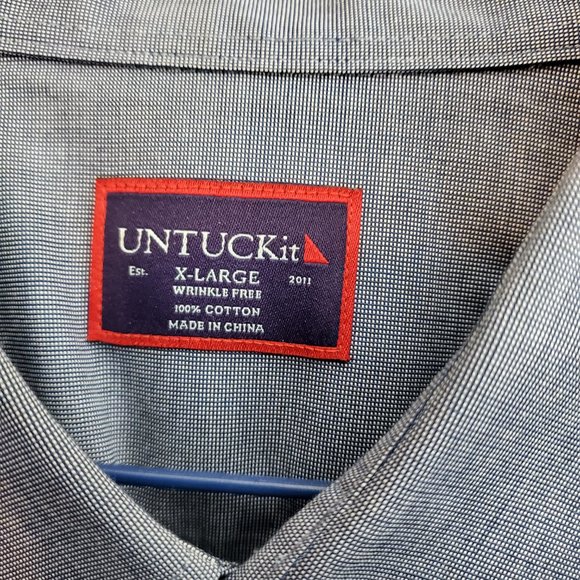 UNTUCKit
Est. X-LARGE 2011
WRINKLE FREE
100% COTTON
MADE IN CHINA